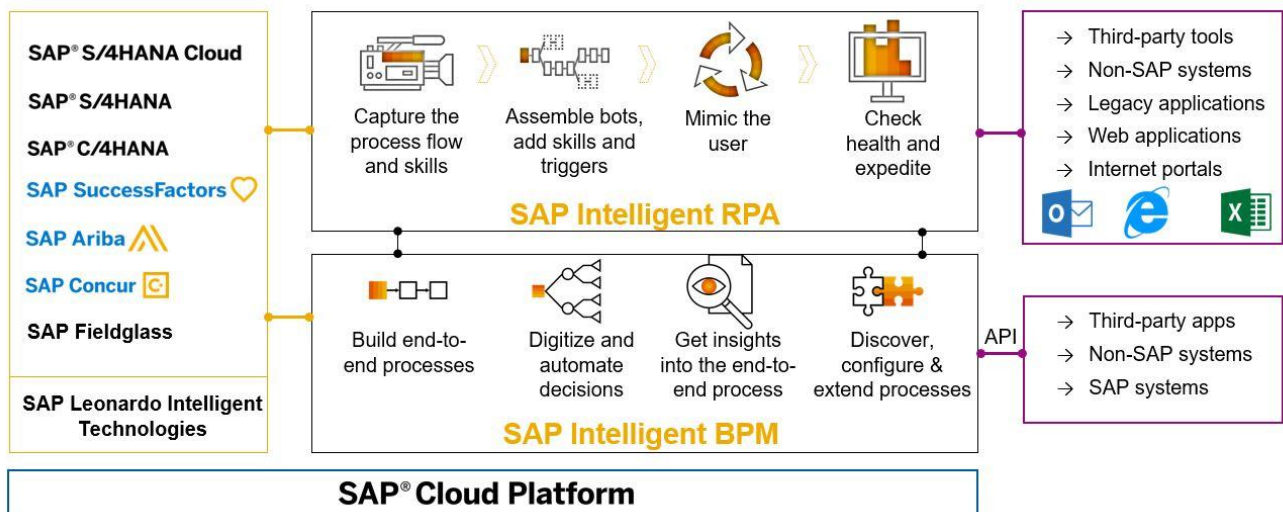 SAP® S/4HANA Cloud
SAP® S/4HANA
SAP® C/4HANA
SAP SuccessFactors
SAP Ariba
SAP Concur
SAP Fieldglass
SAP Leonardo Intelligent
Technologies
Capture the
process flow
and skills
Assemble bots,
add skills and
triggers
Mimic the
user
Check
health and
expedite
SAP Intelligent RPA
Build end-to-
end processes
Digitize and
automate
decisions
Get insights
into the end-to-
end process
Discover,
configure &
extend processes
SAP Intelligent BPM
→ Third-party tools
→ Non-SAP systems
→ Legacy applications
→ Web applications
→ Internet portals
API
→ Third-party apps
→ Non-SAP systems
→ SAP systems
SAP® Cloud Platform